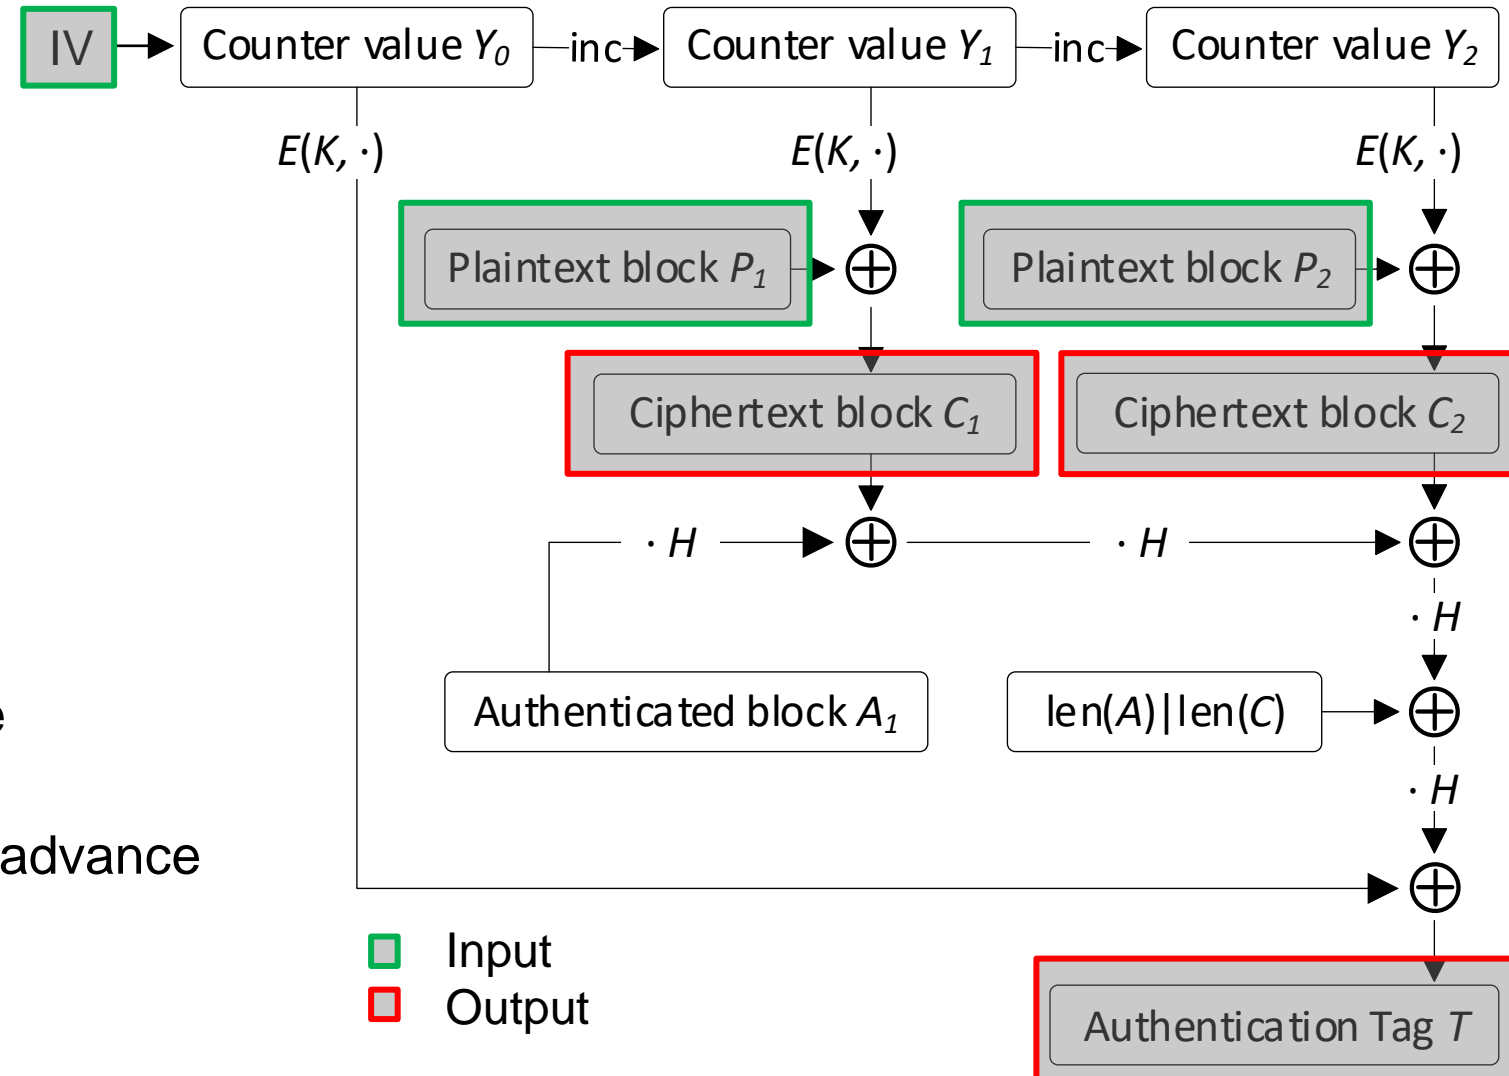 IV
Counter value Y₀
inc
Counter value Y₁
inc
Counter value Y₂
E(K, ·)
E(K, ·)
E(K, ·)
Plaintext block P₁
Plaintext block P₂
Ciphertext block C₁
Ciphertext block C₂
· H
· H
· H
Authenticated block A₁
len(A)|len(C)
e
· H
advance
Input
Output
Authentication Tag T